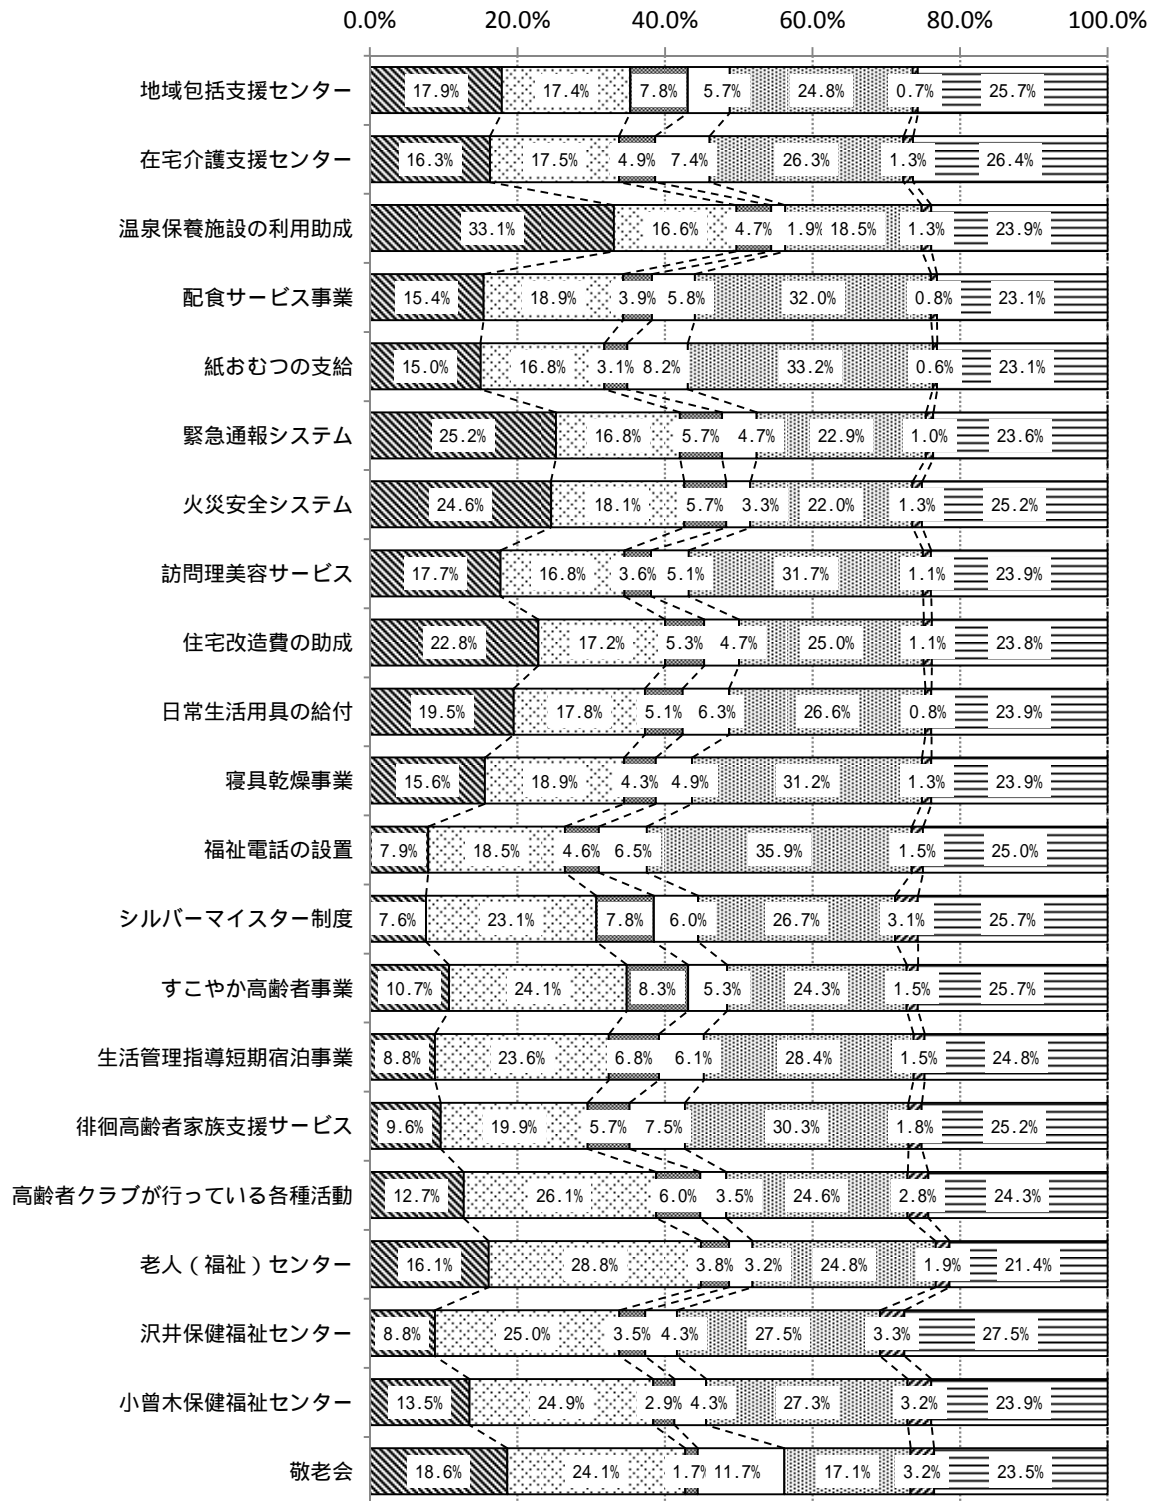 0.0% 20.0% 40.0% 60.0% 80.0% 100.0%
地域包括支援センター 17.9% 17.4% 7.8% 5.7% 24.8% 0.7% 25.7%
在宅介護支援センター 16.3% 17.5% 4.9% 7.4% 26.3% 1.3% 26.4%
温泉保養施設の利用助成 33.1% 16.6% 4.7% 1.9% 18.5% 1.3% 23.9%
配食サービス事業 15.4% 18.9% 3.9% 5.8% 32.0% 0.8% 23.1%
紙おむつの支給 15.0% 16.8% 3.1% 8.2% 33.2% 0.6% 23.1%
緊急通報システム 25.2% 16.8% 5.7% 4.7% 22.9% 1.0% 23.6%
火災安全システム 24.6% 18.1% 5.7% 3.3% 22.0% 1.3% 25.2%
訪問理美容サービス 17.7% 16.8% 3.6% 5.1% 31.7% 1.1% 23.9%
住宅改造費の助成 22.8% 17.2% 5.3% 4.7% 25.0% 1.1% 23.8%
日常生活用具の給付 19.5% 17.8% 5.1% 6.3% 26.6% 0.8% 23.9%
寝具乾燥事業 15.6% 18.9% 4.3% 4.9% 31.2% 1.3% 23.9%
福祉電話の設置 7.9% 18.5% 4.6% 6.5% 35.9% 1.5% 25.0%
シルバーマイスター制度 7.6% 23.1% 7.8% 6.0% 26.7% 3.1% 25.7%
すこやか高齢者事業 10.7% 24.1% 8.3% 5.3% 24.3% 1.5% 25.7%
生活管理指導短期宿泊事業 8.8% 23.6% 6.8% 6.1% 28.4% 1.5% 24.8%
徘徊高齢者家族支援サービス 9.6% 19.9% 5.7% 7.5% 30.3% 1.8% 25.2%
高齢者クラブが行っている各種活動 12.7% 26.1% 6.0% 3.5% 24.6% 2.8% 24.3%
老人（福祉）センター 16.1% 28.8% 3.8% 3.2% 24.8% 1.9% 21.4%
沢井保健福祉センター 8.8% 25.0% 3.5% 4.3% 27.5% 3.3% 27.5%
小曾木保健福祉センター 13.5% 24.9% 2.9% 4.3% 27.3% 3.2% 23.9%
敬老会 18.6% 24.1% 1.7% 11.7% 17.1% 3.2% 23.5%